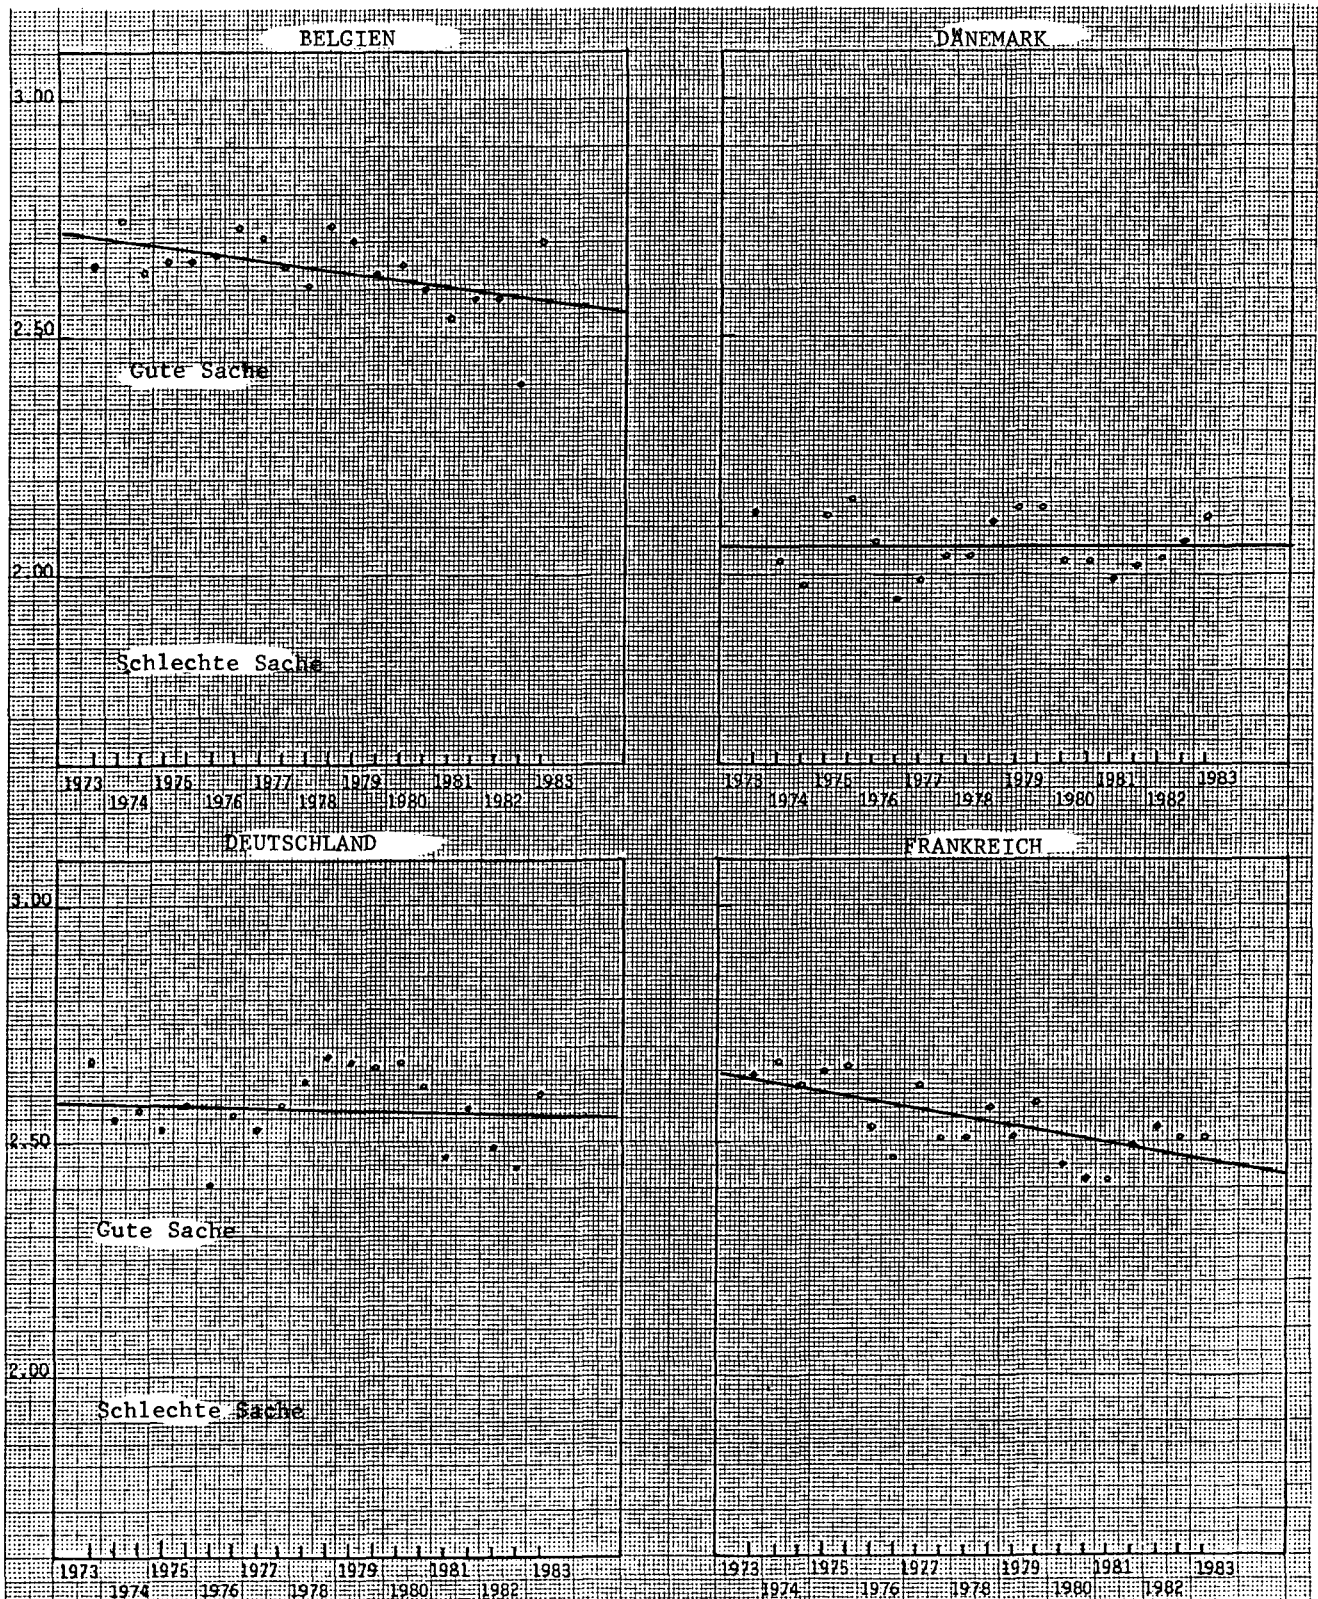 BELGIEN DÄNEMARK
3.00
2.50
Gute Sache
2.00
Schlechte Sache
1973 1975 1977 1979 1981 1983 1973 1975 1977 1979 1981 1983
1974 1976 1978 1980 1982 1974 1976 1978 1980 1982
DEUTSCHLAND FRANKREICH
3.00
2.50
Gute Sache
2.00
Schlechte Sache
1973 1975 1977 1979 1981 1983 1973 1975 1977 1979 1981 1983
1974 1976 1978 1980 1982 1974 1976 1978 1980 1982